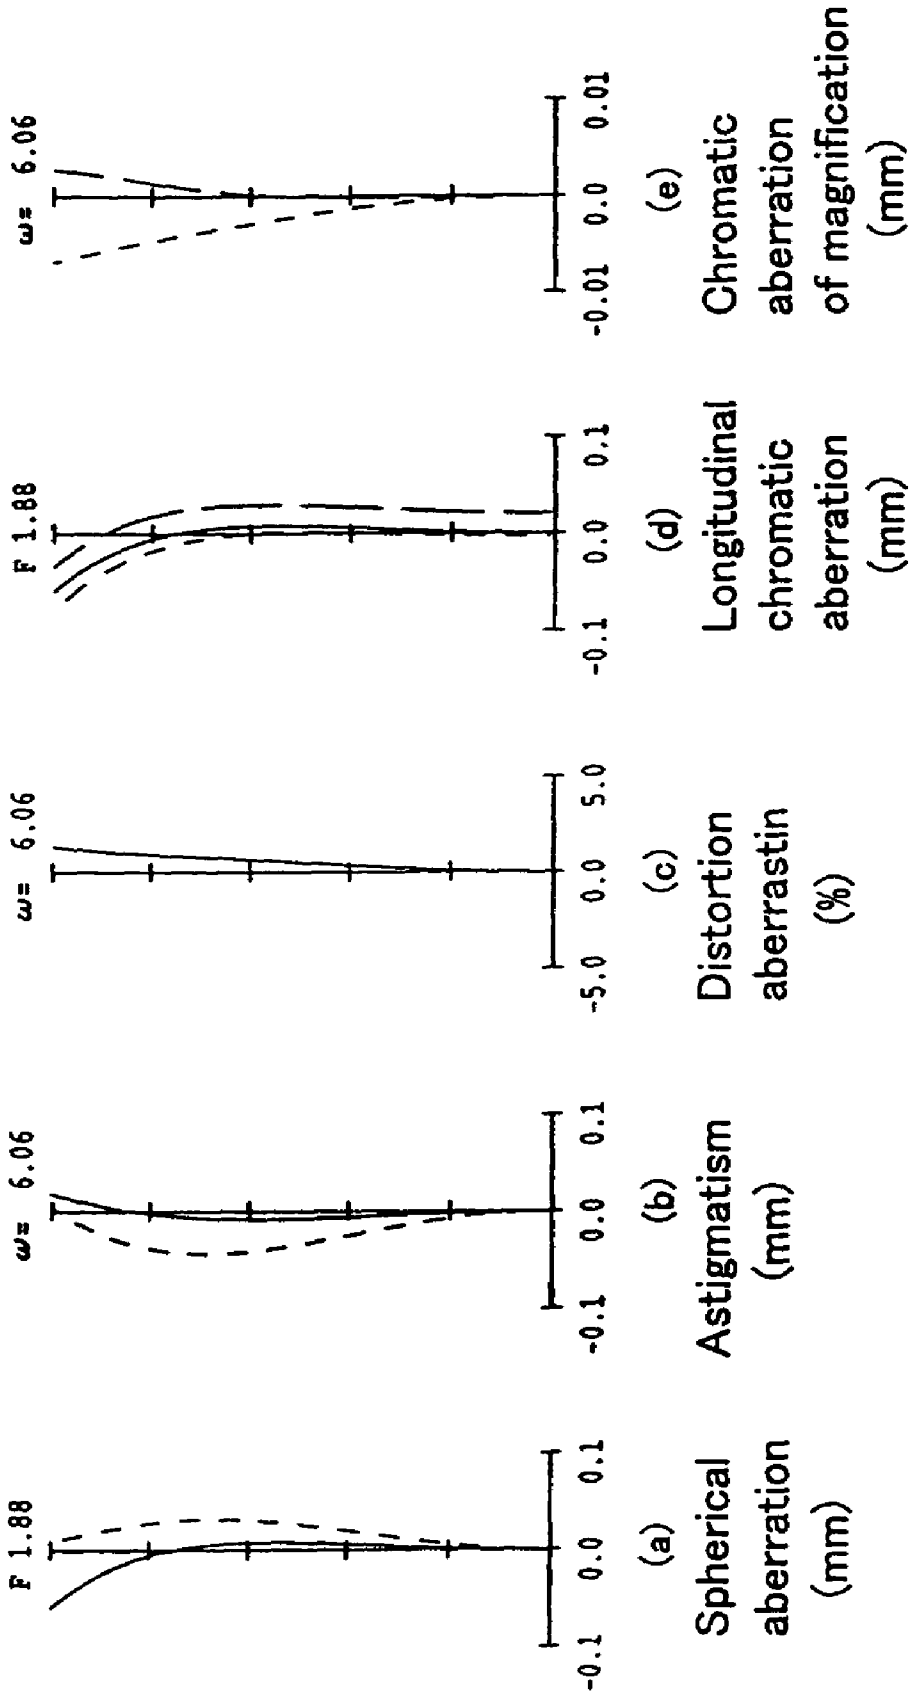 F 1.88
-0.1 0.0 0.1
(a)
Spherical
aberration
(mm)
ω= 6.06
-0.1 0.0 0.1
(b)
Astigmatism
(mm)
ω= 6.06
-5.0 0.0 5.0
(c)
Distortion
aberrastin
(%)
F 1.88
-0.1 0.0 0.1
(d)
Longitudinal
chromatic
aberration
(mm)
ω= 6.06
-0.01 0.0 0.01
(e)
Chromatic
aberration
of magnification
(mm)